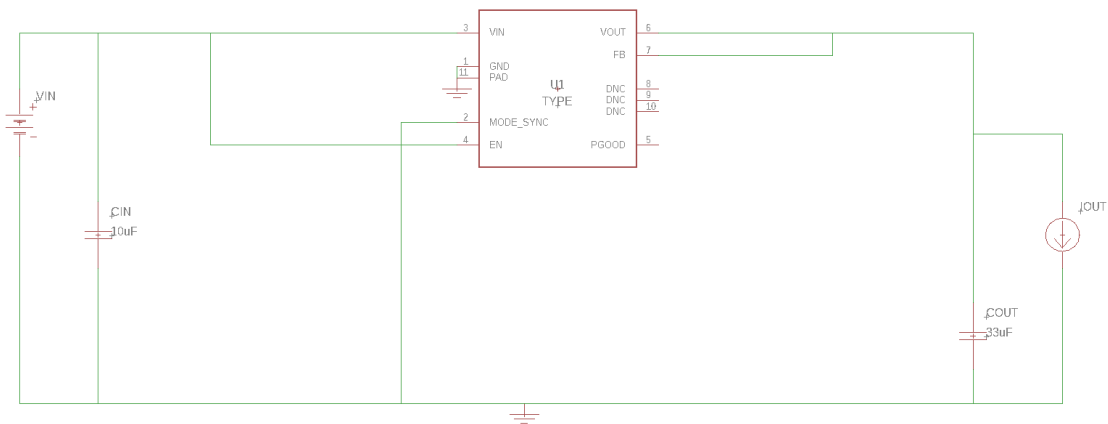 VIN
+
-
CIN
10uF
3 VIN
1 GND
11 PAD
2 MODE_SYNC
4 EN
U1
TYPE
VOUT 6
FB 7
DNC 8
DNC 9
DNC 10
PGOOD 5
IOUT
COUT
33uF